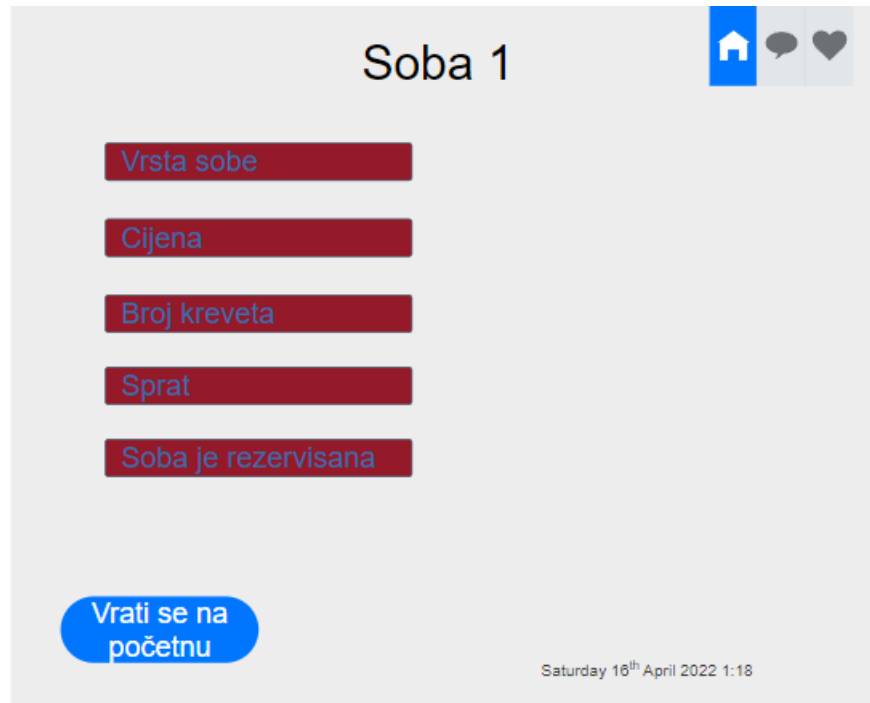 Soba 1
Vrsta sobe
Cijena
Broj kreveta
Sprat
Soba je rezervisana
Vrati se na
početnu
Saturday 16th April 2022 1:18